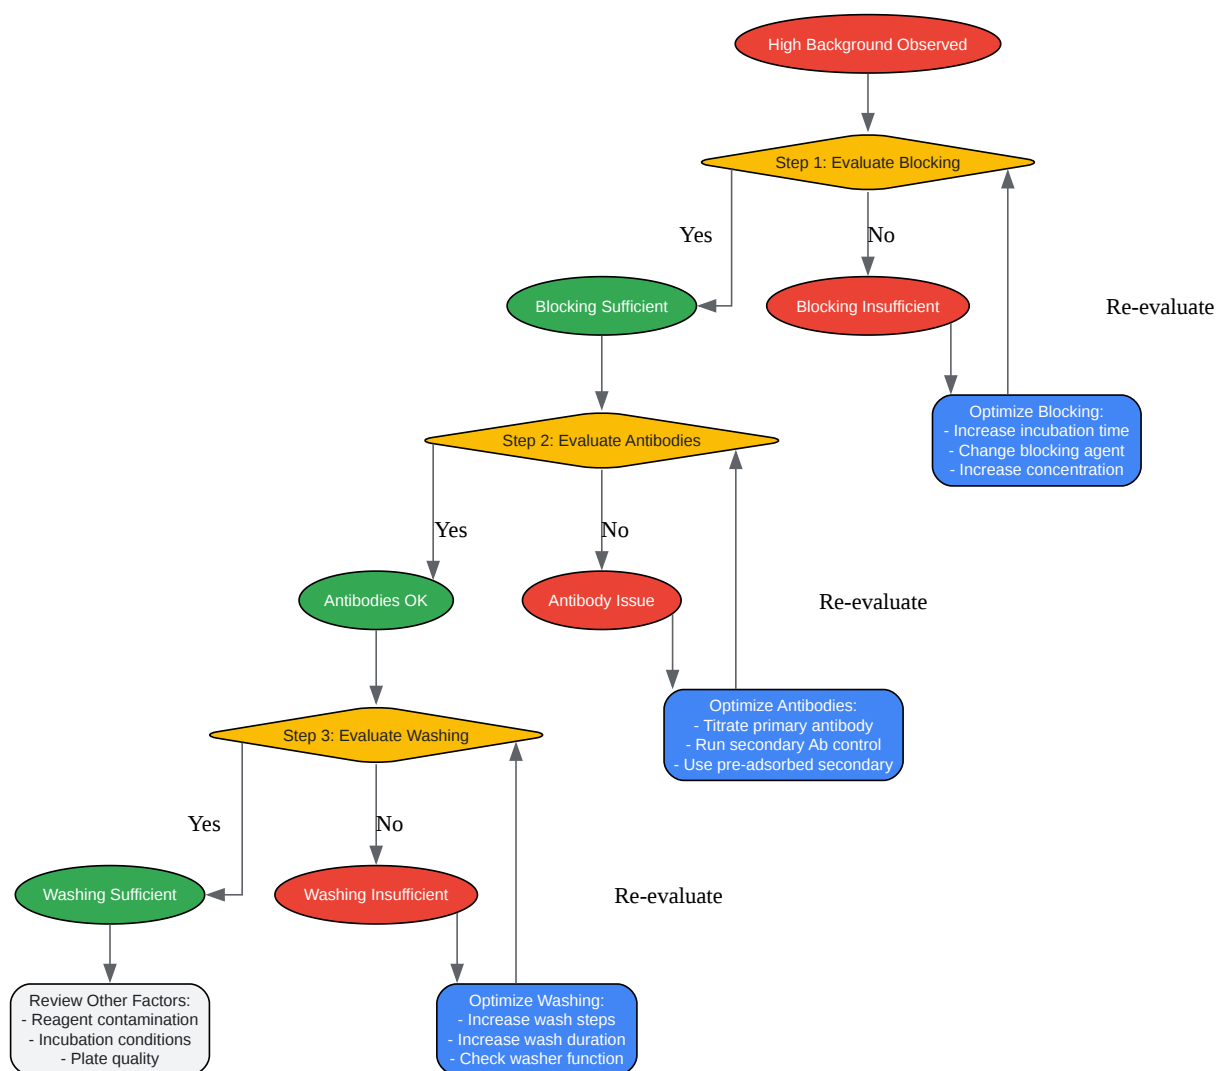 High Background Observed
Step 1: Evaluate Blocking
Yes
No
Blocking Sufficient
Blocking Insufficient
Re-evaluate
Optimize Blocking:
- Increase incubation time
- Change blocking agent
- Increase concentration
Step 2: Evaluate Antibodies
Yes
No
Antibodies OK
Antibody Issue
Re-evaluate
Optimize Antibodies:
- Titrate primary antibody
- Run secondary Ab control
- Use pre-adsorbed secondary
Step 3: Evaluate Washing
Yes
No
Washing Sufficient
Washing Insufficient
Re-evaluate
Review Other Factors:
- Reagent contamination
- Incubation conditions
- Plate quality
Optimize Washing:
- Increase wash steps
- Increase wash duration
- Check washer function